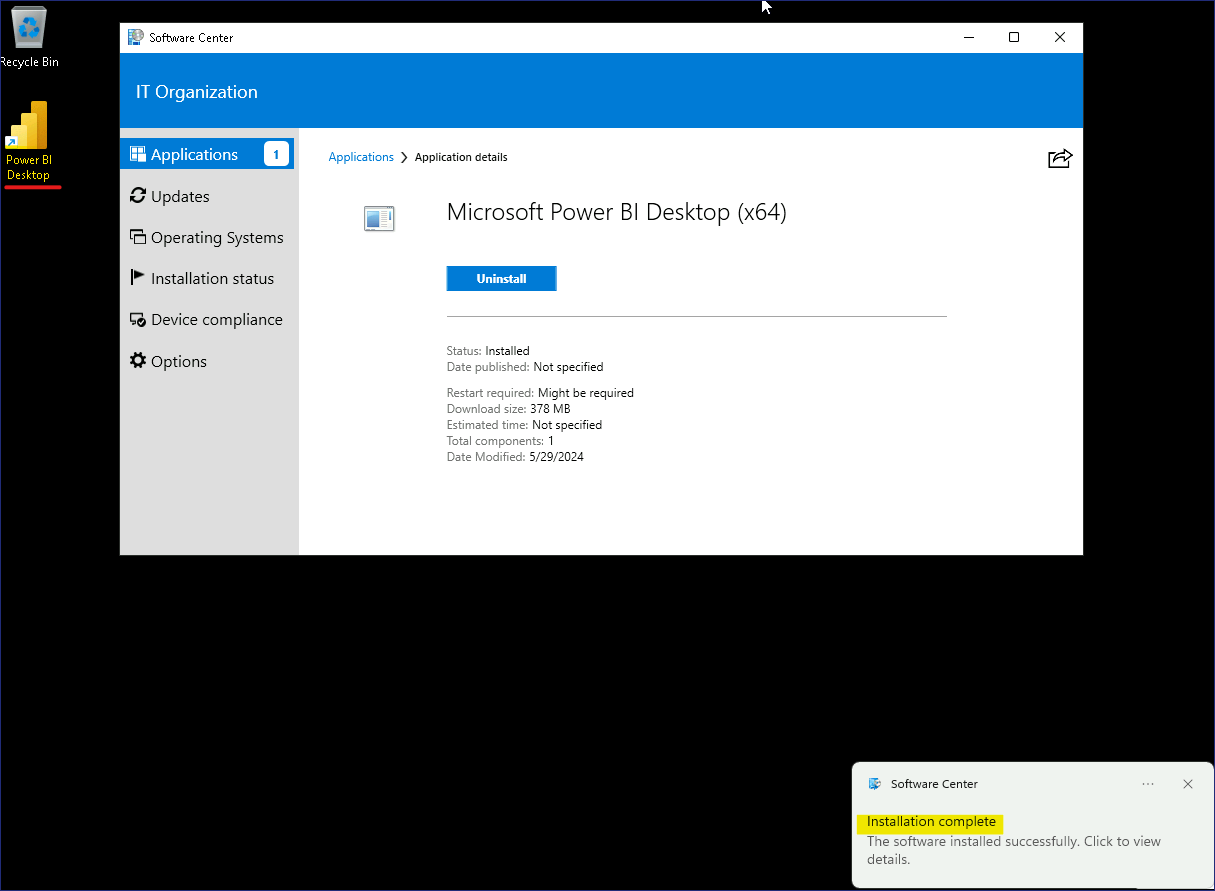 Recycle Bin
Power BI
Desktop
Software Center
IT Organization
Applications 1
Updates
Operating Systems
Installation status
Device compliance
Options
Applications > Application details
Microsoft Power BI Desktop (x64)
Uninstall
Status: Installed
Date published: Not specified
Restart required: Might be required
Download size: 378 MB
Estimated time: Not specified
Total components: 1
Date Modified: 5/29/2024
Software Center
Installation complete
The software installed successfully. Click to view
details.